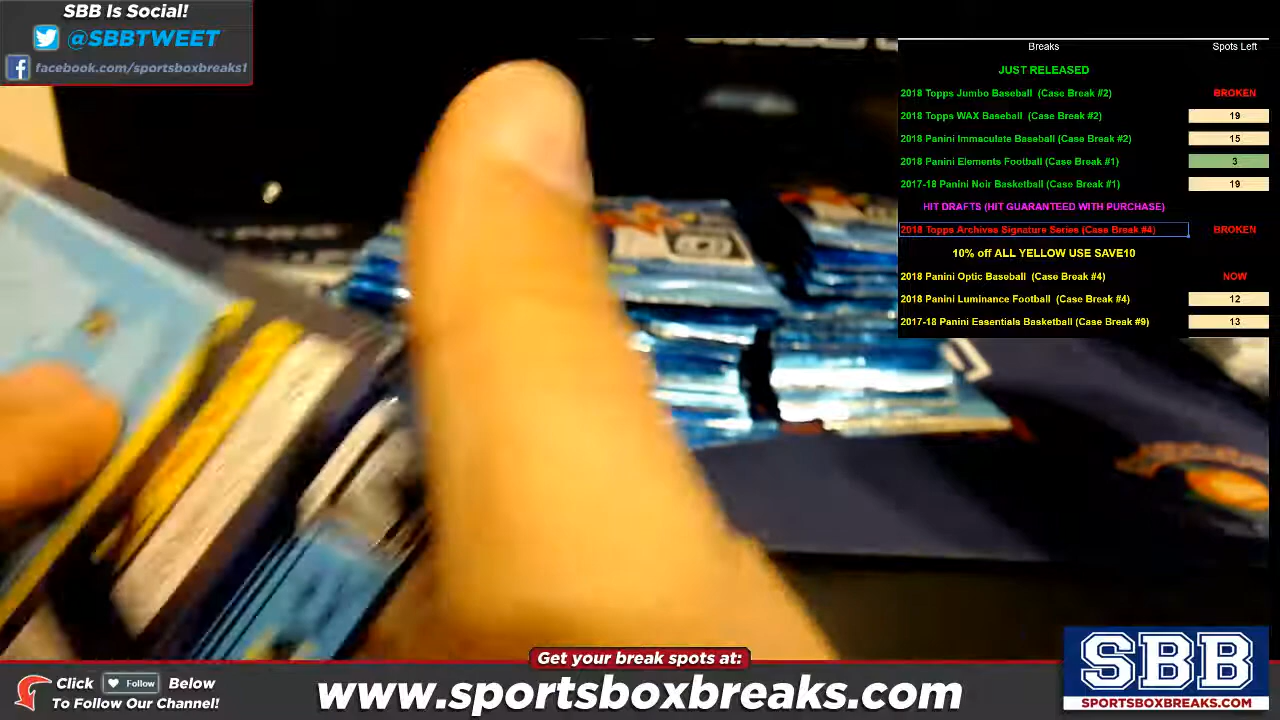 SBB Is Social!
@SBBTWEET
facebook.com/sportsboxbreaks1
Breaks Spots Left
JUST RELEASED
2018 Topps Jumbo Baseball (Case Break #2) BROKEN
2018 Topps WAX Baseball (Case Break #2) 19
2018 Panini Immaculate Baseball (Case Break #2) 15
2018 Panini Elements Football (Case Break #1) 3
2017-18 Panini Noir Basketball (Case Break #1) 19
HIT DRAFTS (HIT GUARANTEED WITH PURCHASE)
2018 Topps Archives Signature Series (Case Break #4) BROKEN
10% off ALL YELLOW USE SAVE10
2018 Panini Optic Baseball (Case Break #4) NOW
2018 Panini Luminance Football (Case Break #4) 12
2017-18 Panini Essentials Basketball (Case Break #9) 13
Get your break spots at:
Click Follow Below
To Follow Our Channel!
www.sportsboxbreaks.com
SBB
SPORTSBOXBREAKS.COM